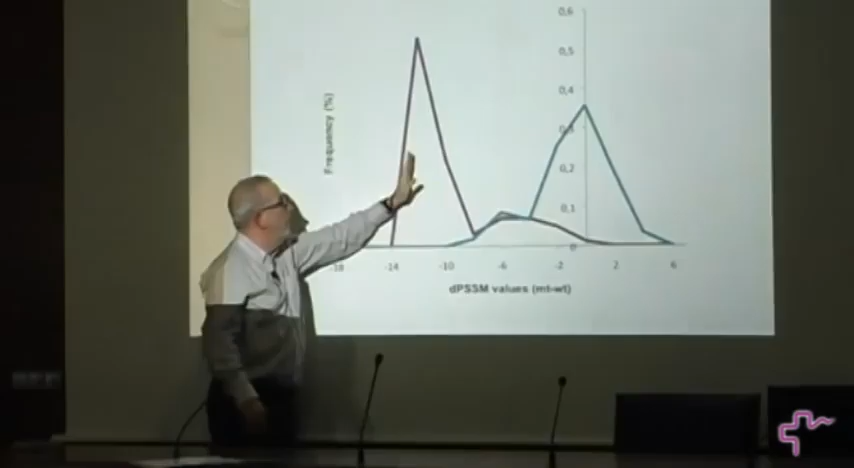 0,6
0,5
0,4
0,3
0,2
0,1
0
Frequency (%)
-18 -14 -10 -6 -2 2 6
dPSSM values (mt-wt)